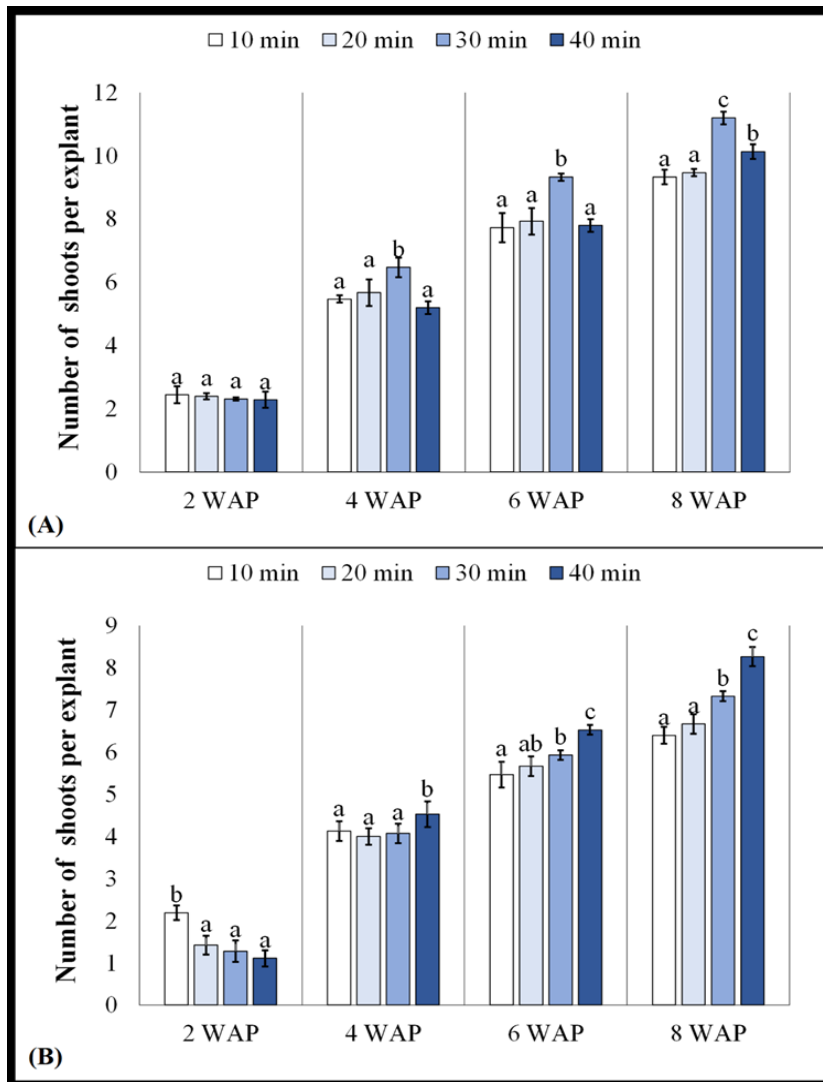 10 min 20 min 30 min 40 min
Number of shoots per explant
12
10
8
6
4
2
0
a a a a
a a b a
a a b a
a a c b
2 WAP 4 WAP 6 WAP 8 WAP
(A)
10 min 20 min 30 min 40 min
Number of shoots per explant
9
8
7
6
5
4
3
2
1
0
b a a a
a a a b
a ab b c
a a b c
2 WAP 4 WAP 6 WAP 8 WAP
(B)